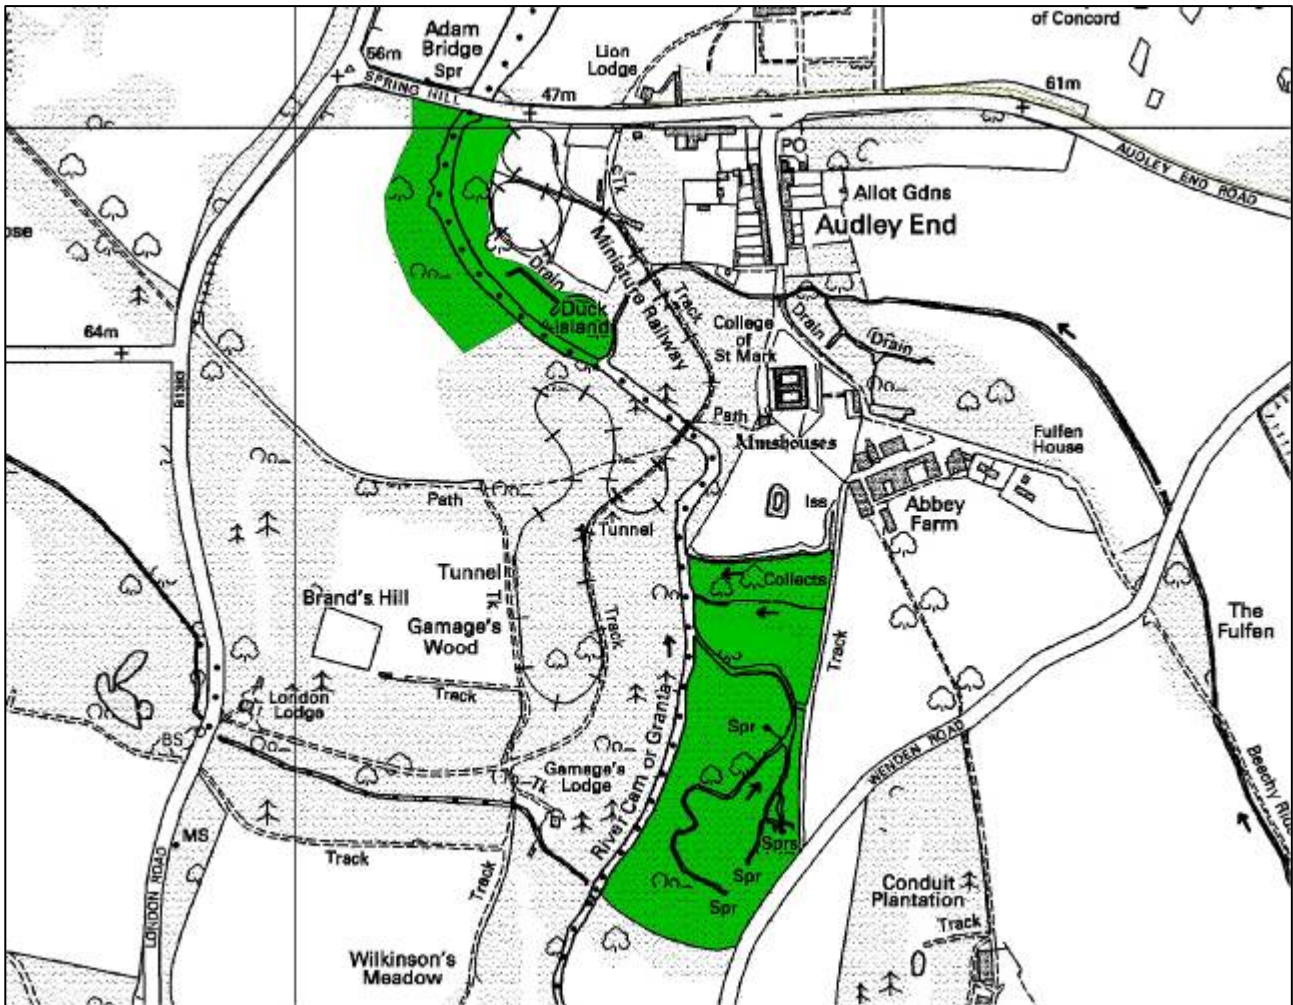 Adam
Bridge
Spr
Lion
Lodge
of Concord
56m
SPRING HILL
47m
61m
AUDLEY END ROAD
PO
Allot Gdns
Audley End
Tk
Miniature Railway
Track
Drain
Duck
Island
College
of
St Mark
Drain
Drain
64m
B1383
Path
Almshouses
Fulfen
House
Path
Tunnel
Iss
Abbey
Farm
Tunnel
Tk
Collects
Brand's Hill
Gamage's
Wood
Track
Track
The
Fulfen
Track
London
Lodge
BS
River Cam or Granta
Spr
WENDEN ROAD
Gamage's
Lodge
Tk
Beechy Ride
MS
Track
Sprs
Spr
Spr
Track
LONDON ROAD
Conduit
Plantation
Track
Wilkinson's
Meadow